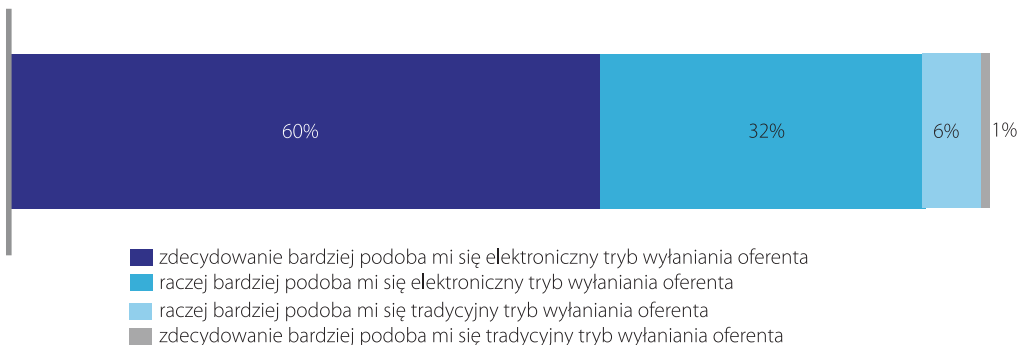 60%
32%
6%
1%
zdecydowanie bardziej podoba mi się elektroniczny tryb wyłaniania oferenta
raczej bardziej podoba mi się elektroniczny tryb wyłaniania oferenta
raczej bardziej podoba mi się tradycyjny tryb wyłaniania oferenta
zdecydowanie bardziej podoba mi się tradycyjny tryb wyłaniania oferenta